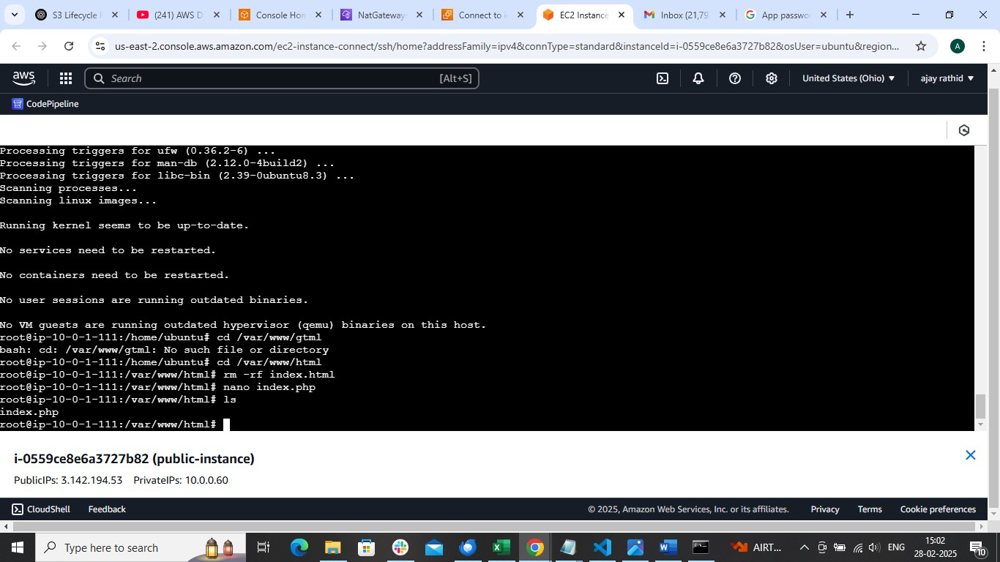 S3 Lifecycle
(241) AWS D
Console Hom
NatGateway
Connect to i
EC2 Instance
Inbox (21,79
App passwo
us-east-2.console.aws.amazon.com/ec2-instance-connect/ssh/home?addressFamily=ipv4&connType=standard&instanceId=i-0559ce8e6a3727b82&osUser=ubuntu&region...
A
aws
Search
[Alt+S]
United States (Ohio)
ajay rathid
CodePipeline
Processing triggers for ufw (0.36.2-6) ...
Processing triggers for man-db (2.12.0-4build2) ...
Processing triggers for libc-bin (2.39-0ubuntu8.3) ...
Scanning processes...
Scanning linux images...
Running kernel seems to be up-to-date.
No services need to be restarted.
No containers need to be restarted.
No user sessions are running outdated binaries.
No VM guests are running outdated hypervisor (qemu) binaries on this host.
root@ip-10-0-1-111:/home/ubuntu# cd /var/www/gtml
bash: cd: /var/www/gtml: No such file or directory
root@ip-10-0-1-111:/home/ubuntu# cd /var/www/html
root@ip-10-0-1-111:/var/www/html# rm -rf index.html
root@ip-10-0-1-111:/var/www/html# nano index.php
root@ip-10-0-1-111:/var/www/html# ls
index.php
root@ip-10-0-1-111:/var/www/html#
i-0559ce8e6a3727b82 (public-instance)
PublicIPs: 3.142.194.53 PrivateIPs: 10.0.0.60
CloudShell
Feedback
© 2025, Amazon Web Services, Inc. or its affiliates.
Privacy
Terms
Cookie preferences
Type here to search
AIRT...
ENG
15:02
28-02-2025
10